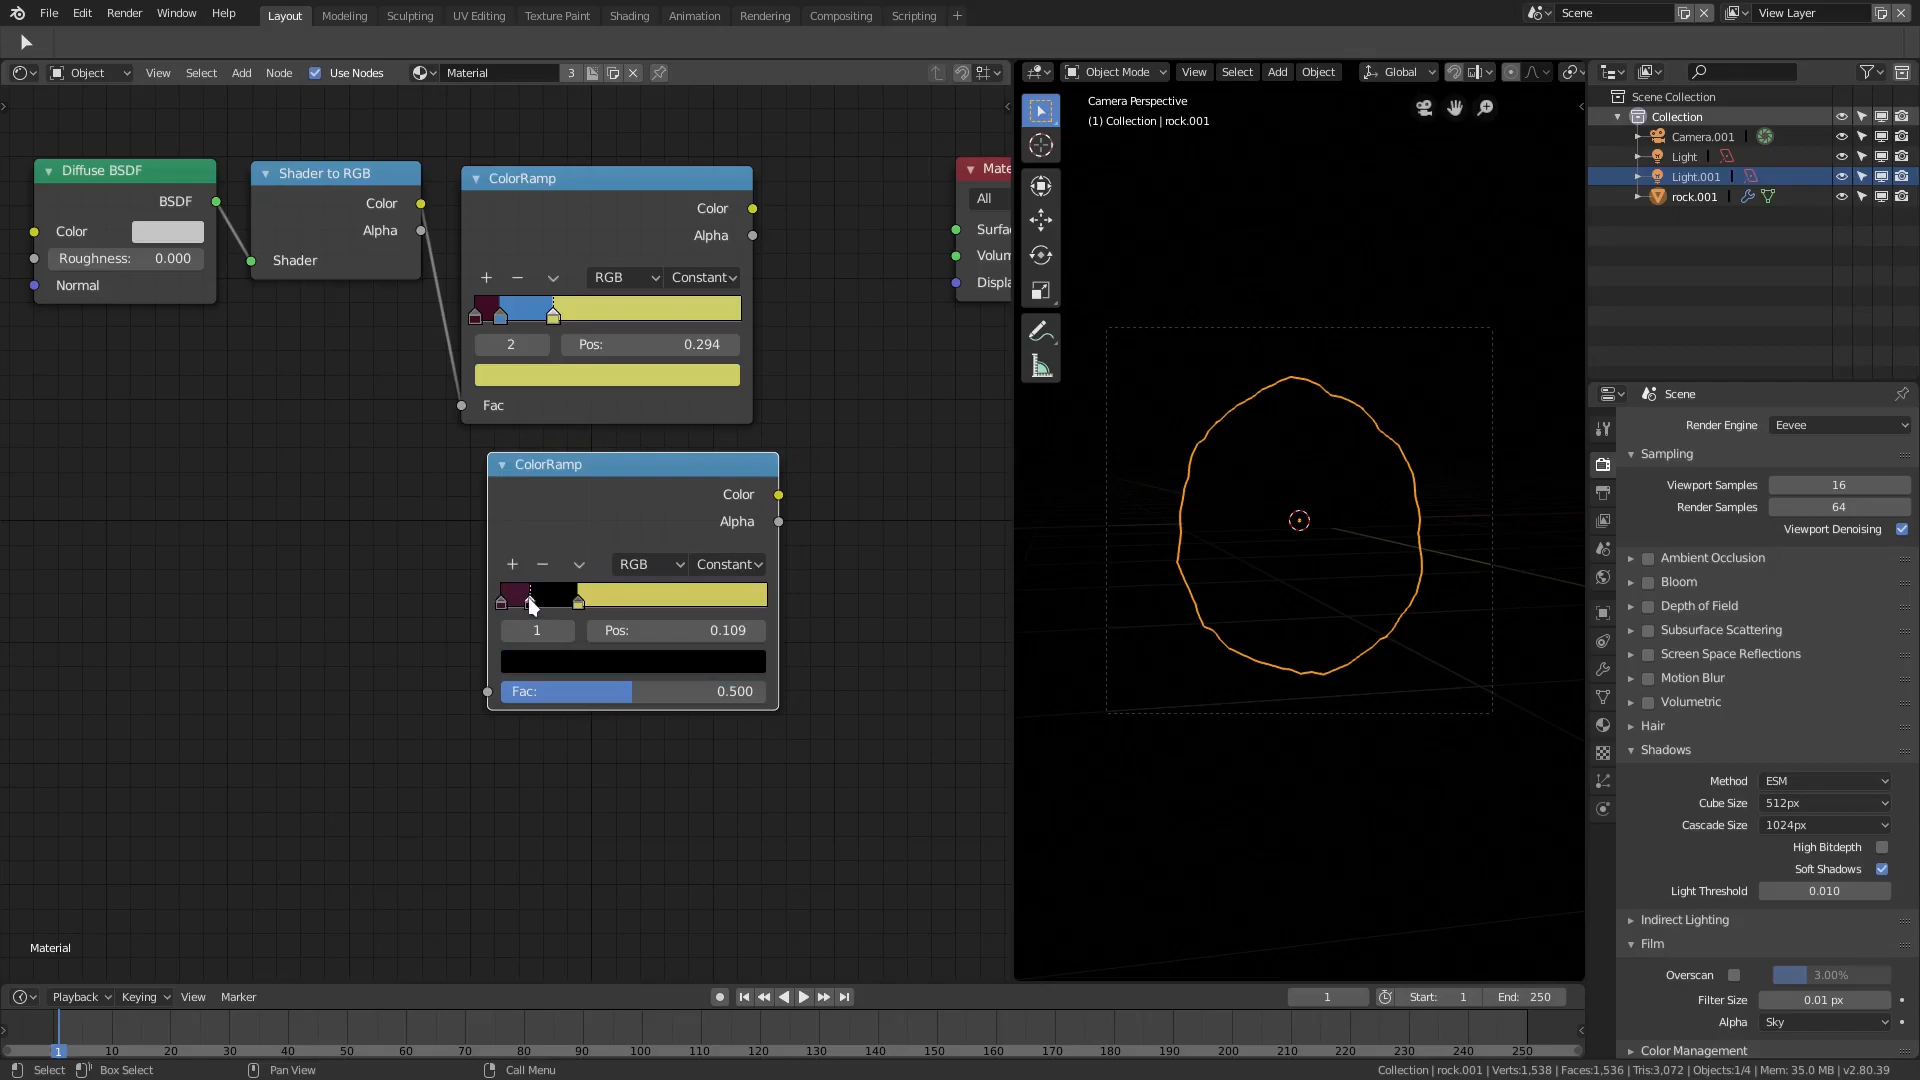 File Edit Render Window Help Layout Modeling Sculpting UV Editing Texture Paint Shading Animation Rendering Compositing Scripting + Scene View Layer
Object View Select Add Node Use Nodes Material 3
Object Mode View Select Add Object Global
Camera Perspective
(1) Collection | rock.001
Scene Collection
Collection
Camera.001
Light
Light.001
rock.001
Diffuse BSDF
BSDF
Color
Roughness: 0.000
Normal
Shader to RGB
Color
Alpha
Shader
ColorRamp
Color
Alpha
RGB Constant
2 Pos: 0.294
Fac
Mate
All
Surfa
Volum
Displa
ColorRamp
Color
Alpha
RGB Constant
1 Pos: 0.109
Fac: 0.500
Material
Scene
Render Engine Eevee
Sampling
Viewport Samples 16
Render Samples 64
Viewport Denoising
Ambient Occlusion
Bloom
Depth of Field
Subsurface Scattering
Screen Space Reflections
Motion Blur
Volumetric
Hair
Shadows
Method ESM
Cube Size 512px
Cascade Size 1024px
High Bitdepth
Soft Shadows
Light Threshold 0.010
Indirect Lighting
Film
Overscan 3.00%
Filter Size 0.01 px
Alpha Sky
Color Management
Playback Keying View Marker 1 Start: 1 End: 250
1 10 20 30 40 50 60 70 80 90 100 110 120 130 140 150 160 170 180 190 200 210 220 230 240 250
Select Box Select Pan View Call Menu Collection | rock.001 | Verts:1,538 | Faces:1,536 | Tris:3,072 | Objects:1/4 | Mem: 35.0 MB | v2.80.39